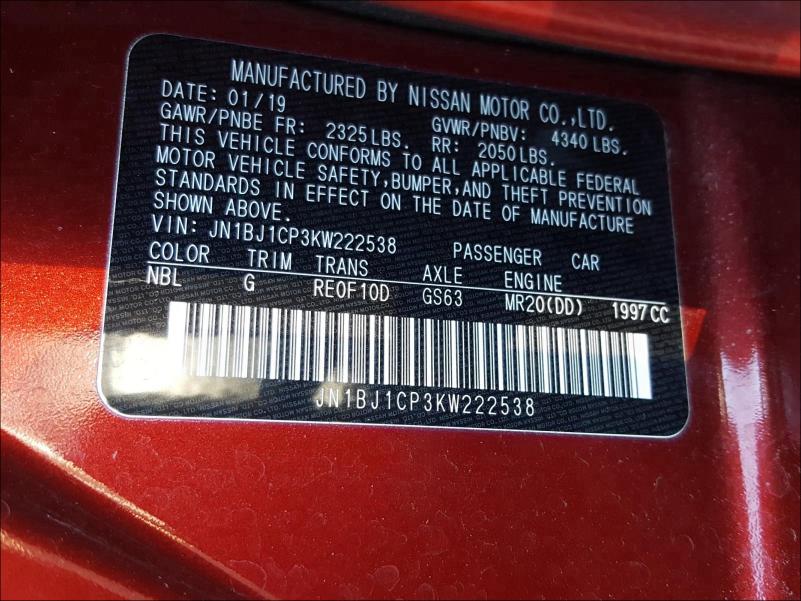 MANUFACTURED BY NISSAN MOTOR CO.,LTD.
DATE: 01/19
GAWR/PNBE FR: 2325LBS. GVWR/PNBV: 4340 LBS.
RR: 2050LBS.
THIS VEHICLE CONFORMS TO ALL APPLICABLE FEDERAL
MOTOR VEHICLE SAFETY,BUMPER,AND THEFT PREVENTION
STANDARDS IN EFFECT ON THE DATE OF MANUFACTURE
SHOWN ABOVE.
VIN: JN1BJ1CP3KW222538 PASSENGER CAR
COLOR TRIM TRANS AXLE ENGINE
NBL G RE0F10D GS63 MR20(DD) 1997CC
JN1BJ1CP3KW222538